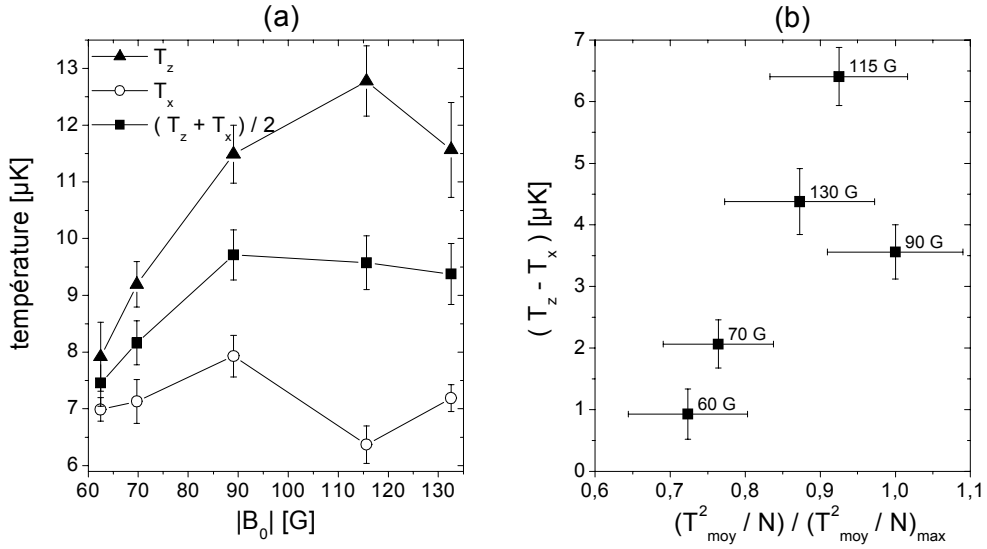 (a)
T_z
T_x
( T_z + T_x ) / 2
température [µK]
13
12
11
10
9
8
7
6
60 70 80 90 100 110 120 130
|B_0| [G]
(b)
( T_z - T_x ) [µK]
7
6
5
4
3
2
1
0
115 G
130 G
90 G
70 G
60 G
0,6 0,7 0,8 0,9 1,0 1,1
(T²_moy / N) / (T²_moy / N)_max